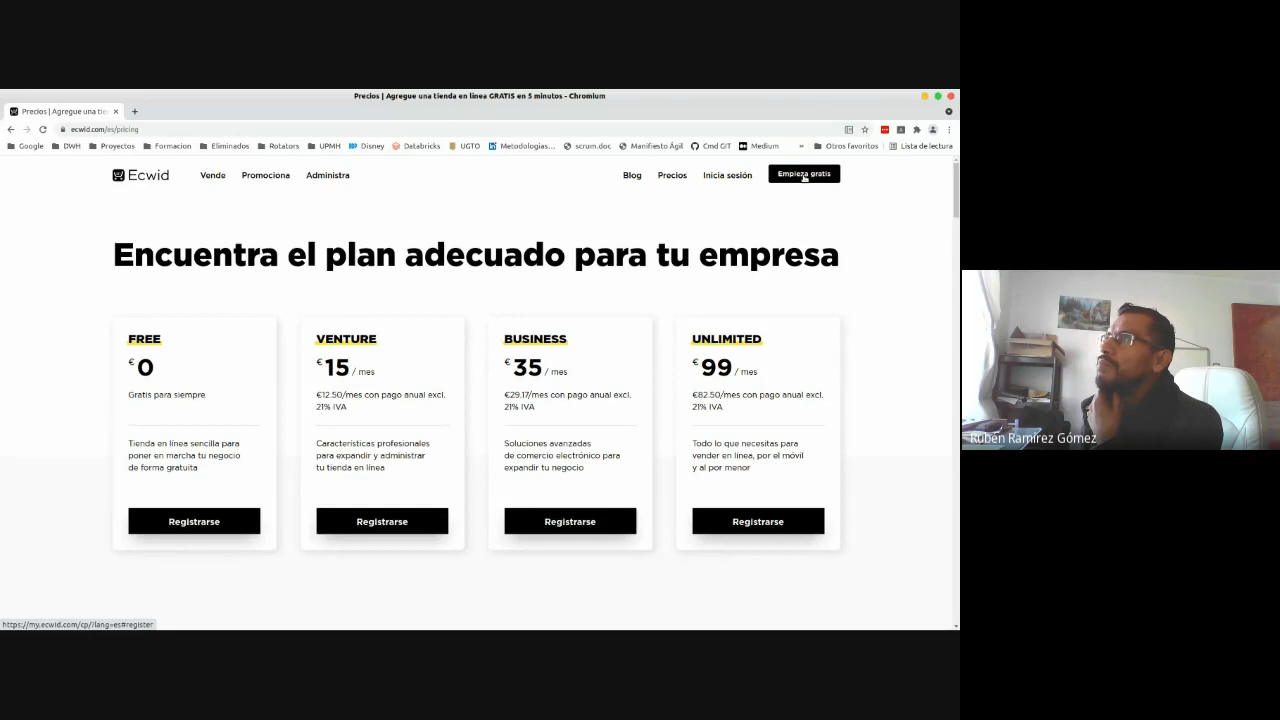 Precios | Agregue una tienda en línea GRATIS en 5 minutos - Chromium
Precios | Agregue una tie
ecwid.com/es/pricing
Google DWH Proyectos Formacion Eliminados Rotators UPMH Disney Databricks UGTO Metodologias... scrum.doc Manifiesto Ágil Cmd GIT Medium » Otros favoritos Lista de lectura
Ecwid Vende Promociona Administra Blog Precios Inicia sesión Empieza gratis
Encuentra el plan adecuado para tu empresa
FREE
€ 0
Gratis para siempre
Tienda en línea sencilla para
poner en marcha tu negocio
de forma gratuita
Registrarse
VENTURE
€ 15 / mes
€12.50/mes con pago anual excl.
21% IVA
Características profesionales
para expandir y administrar
tu tienda en línea
Registrarse
BUSINESS
€ 35 / mes
€29.17/mes con pago anual excl.
21% IVA
Soluciones avanzadas
de comercio electrónico para
expandir tu negocio
Registrarse
UNLIMITED
€ 99 / mes
€82.50/mes con pago anual excl.
21% IVA
Todo lo que necesitas para
vender en línea, por el móvil
y al por menor
Registrarse
https://my.ecwid.com/cp/?lang=es#register
Rubén Ramírez Gómez